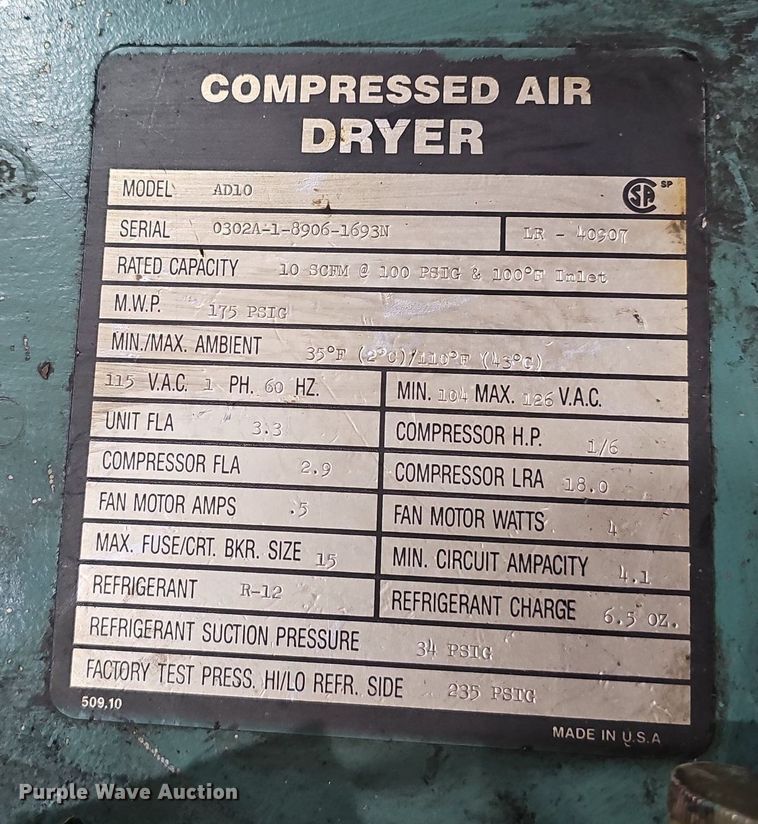 COMPRESSED AIR
DRYER
MODEL AD10 SP
SERIAL 0302A-1-8906-1693N LR - 40907
RATED CAPACITY 10 SCFM @ 100 PSIG & 100°F Inlet
M.W.P. 175 PSIG
MIN./MAX. AMBIENT 35°F (2°C)/110°F (43°C)
115 V.A.C. 1 PH. 60 HZ. MIN. 104 MAX. 126 V.A.C.
UNIT FLA 3.3 COMPRESSOR H.P. 1/6
COMPRESSOR FLA 2.9 COMPRESSOR LRA 18.0
FAN MOTOR AMPS .5 FAN MOTOR WATTS 4
MAX. FUSE/CRT. BKR. SIZE 15 MIN. CIRCUIT AMPACITY 4.1
REFRIGERANT R-12 REFRIGERANT CHARGE 6.5 OZ.
REFRIGERANT SUCTION PRESSURE 34 PSIG
FACTORY TEST PRESS. HI/LO REFR. SIDE 235 PSIG
509.10
MADE IN U.S.A
Purple Wave Auction